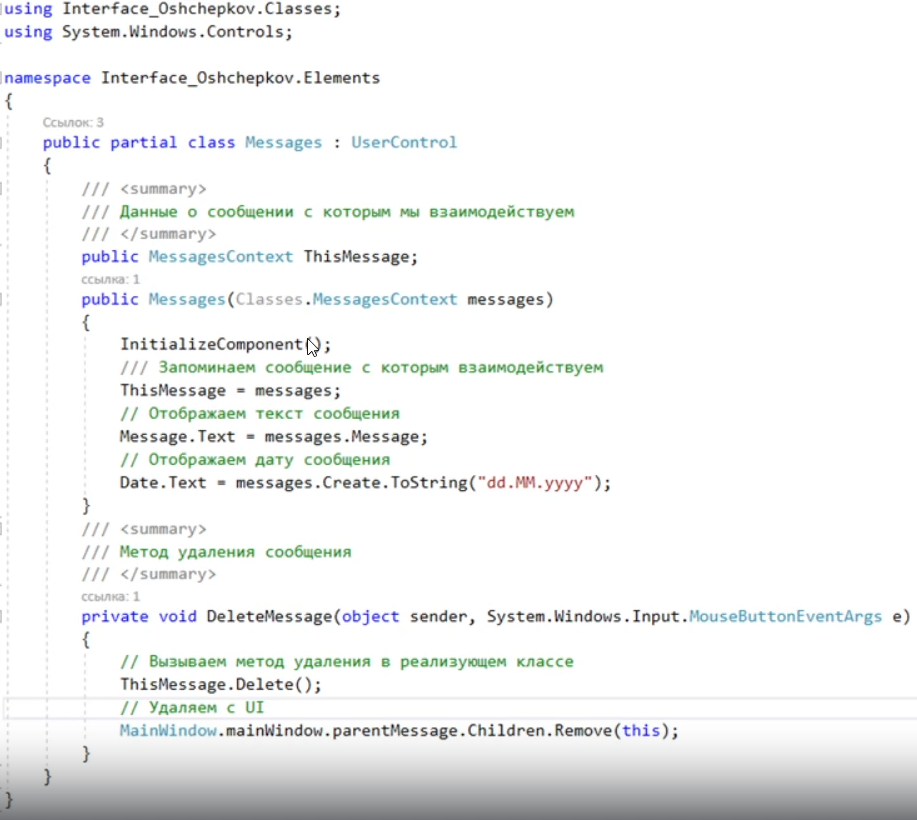 using Interface_Oshchepkov.Classes;
using System.Windows.Controls;
namespace Interface_Oshchepkov.Elements
{
Ссылок: 3
public partial class Messages : UserControl
{
/// <summary>
/// Данные о сообщении с которым мы взаимодействуем
/// </summary>
public MessagesContext ThisMessage;
ссылка: 1
public Messages(Classes.MessagesContext messages)
{
InitializeComponent();
/// Запоминаем сообщение с которым взаимодействуем
ThisMessage = messages;
// Отображаем текст сообщения
Message.Text = messages.Message;
// Отображаем дату сообщения
Date.Text = messages.Create.ToString("dd.MM.yyyy");
}
/// <summary>
/// Метод удаления сообщения
/// </summary>
ссылка: 1
private void DeleteMessage(object sender, System.Windows.Input.MouseButtonEventArgs e)
{
// Вызываем метод удаления в реализующем классе
ThisMessage.Delete();
// Удаляем с UI
MainWindow.mainWindow.parentMessage.Children.Remove(this);
}
}
}